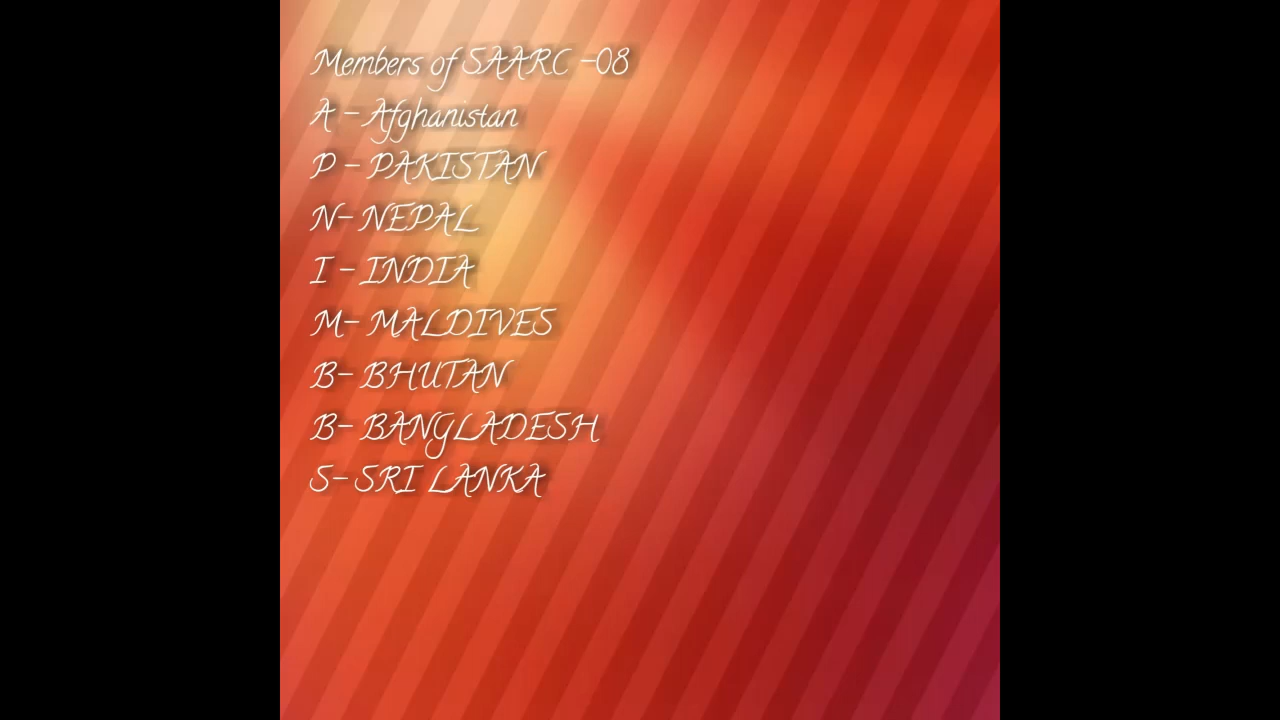 Members of SAARC -08
A - Afghanistan
P - PAKISTAN
N- NEPAL
I - INDIA
M- MALDIVES
B- BHUTAN
B- BANGLADESH
S- SRI LANKA